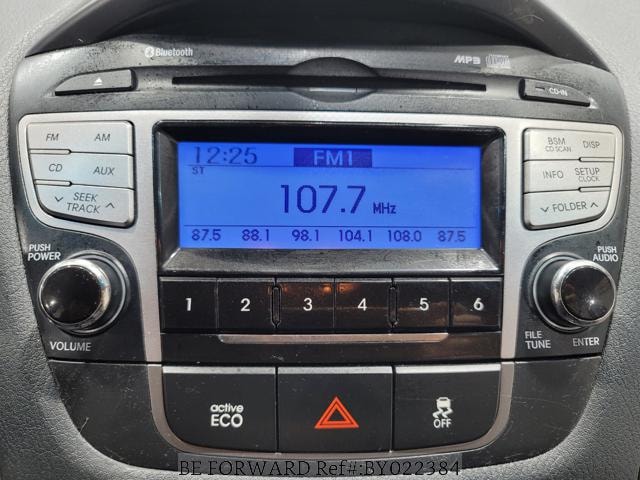 Bluetooth
MP3
CD-IN
FM AM
CD AUX
SEEK
TRACK
12:25 FM1
ST
107.7 MHz
87.5 88.1 98.1 104.1 108.0 87.5
BSM
CD SCAN
DISP
INFO
SETUP
CLOCK
FOLDER
PUSH
POWER
VOLUME
1 2 3 4 5 6
PUSH
AUDIO
FILE
TUNE
ENTER
active
ECO
OFF
BE FORWARD Ref#:BY022384